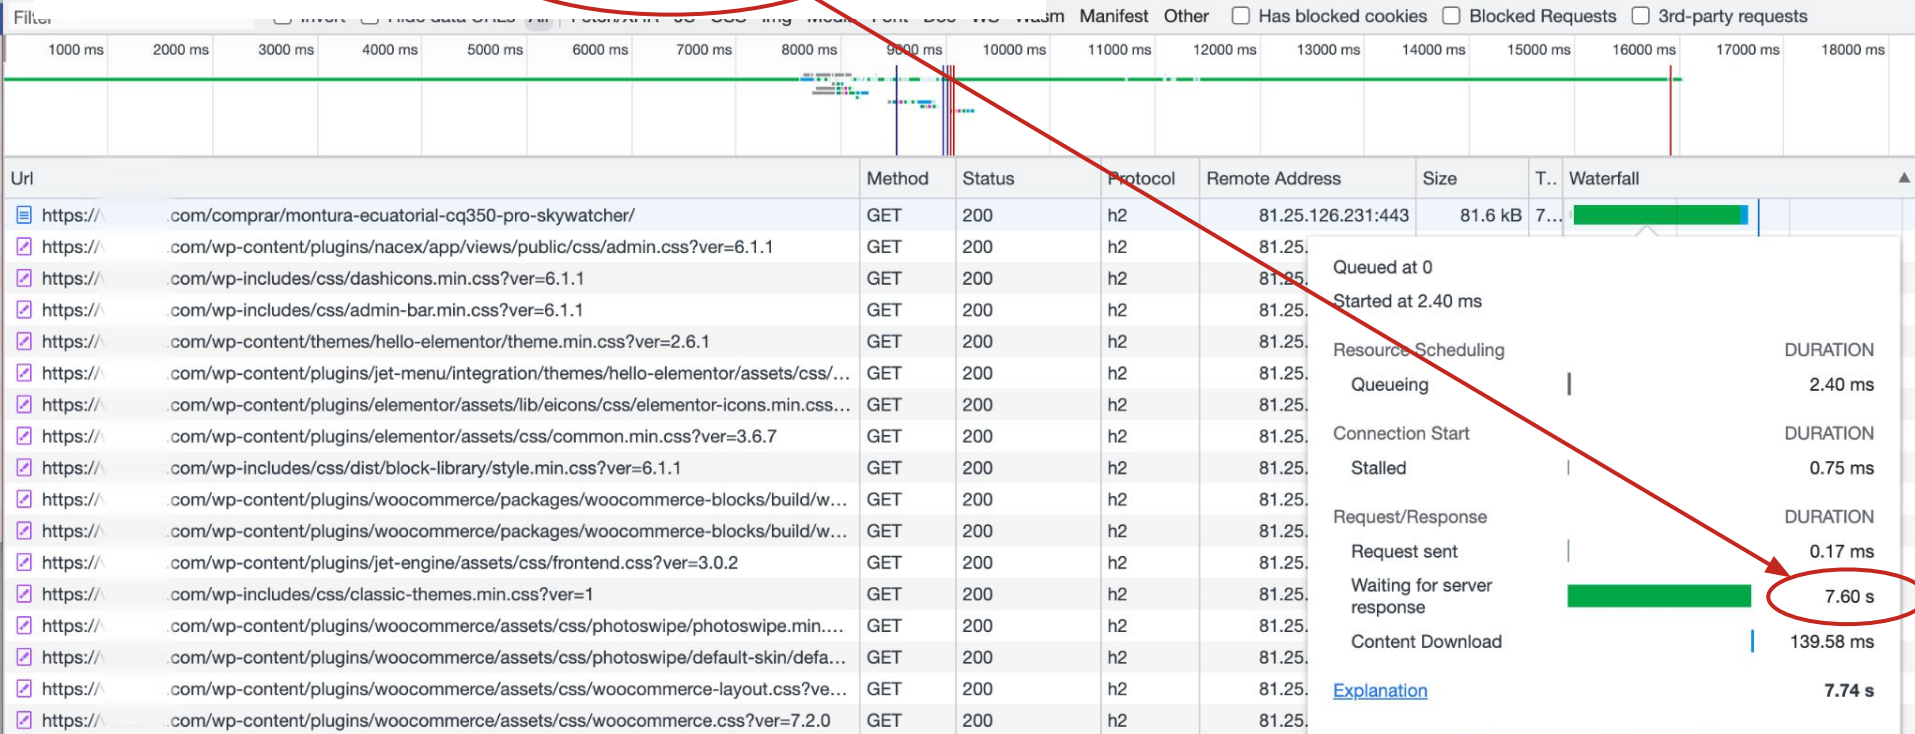 Filter Invert Hide data URLs All Fetch/XHR JS CSS Img Media Font Doc WS Wasm Manifest Other Has blocked cookies Blocked Requests 3rd-party requests
1000 ms 2000 ms 3000 ms 4000 ms 5000 ms 6000 ms 7000 ms 8000 ms 9000 ms 10000 ms 11000 ms 12000 ms 13000 ms 14000 ms 15000 ms 16000 ms 17000 ms 18000 ms
Url Method Status Protocol Remote Address Size T.. Waterfall
https:// .com/comprar/montura-ecuatorial-cq350-pro-skywatcher/ GET 200 h2 81.25.126.231:443 81.6 kB 7...
https:// .com/wp-content/plugins/nacex/app/views/public/css/admin.css?ver=6.1.1 GET 200 h2 81.25.
https:// .com/wp-includes/css/dashicons.min.css?ver=6.1.1 GET 200 h2 81.25.
https:// .com/wp-includes/css/admin-bar.min.css?ver=6.1.1 GET 200 h2 81.25.
https:// .com/wp-content/themes/hello-elementor/theme.min.css?ver=2.6.1 GET 200 h2 81.25.
https:// .com/wp-content/plugins/jet-menu/integration/themes/hello-elementor/assets/css/... GET 200 h2 81.25.
https:// .com/wp-content/plugins/elementor/assets/lib/eicons/css/elementor-icons.min.css... GET 200 h2 81.25.
https:// .com/wp-content/plugins/elementor/assets/css/common.min.css?ver=3.6.7 GET 200 h2 81.25.
https:// .com/wp-includes/css/dist/block-library/style.min.css?ver=6.1.1 GET 200 h2 81.25.
https:// .com/wp-content/plugins/woocommerce/packages/woocommerce-blocks/build/w... GET 200 h2 81.25.
https:// .com/wp-content/plugins/woocommerce/packages/woocommerce-blocks/build/w... GET 200 h2 81.25.
https:// .com/wp-content/plugins/jet-engine/assets/css/frontend.css?ver=3.0.2 GET 200 h2 81.25.
https:// .com/wp-includes/css/classic-themes.min.css?ver=1 GET 200 h2 81.25.
https:// .com/wp-content/plugins/woocommerce/assets/css/photoswipe/photoswipe.min.... GET 200 h2 81.25.
https:// .com/wp-content/plugins/woocommerce/assets/css/photoswipe/default-skin/defa... GET 200 h2 81.25.
https:// .com/wp-content/plugins/woocommerce/assets/css/woocommerce-layout.css?ve... GET 200 h2 81.25.
https:// .com/wp-content/plugins/woocommerce/assets/css/woocommerce.css?ver=7.2.0 GET 200 h2 81.25.
Queued at 0
Started at 2.40 ms
Resource Scheduling DURATION
Queueing 2.40 ms
Connection Start DURATION
Stalled 0.75 ms
Request/Response DURATION
Request sent 0.17 ms
Waiting for server
response 7.60 s
Content Download 139.58 ms
Explanation 7.74 s